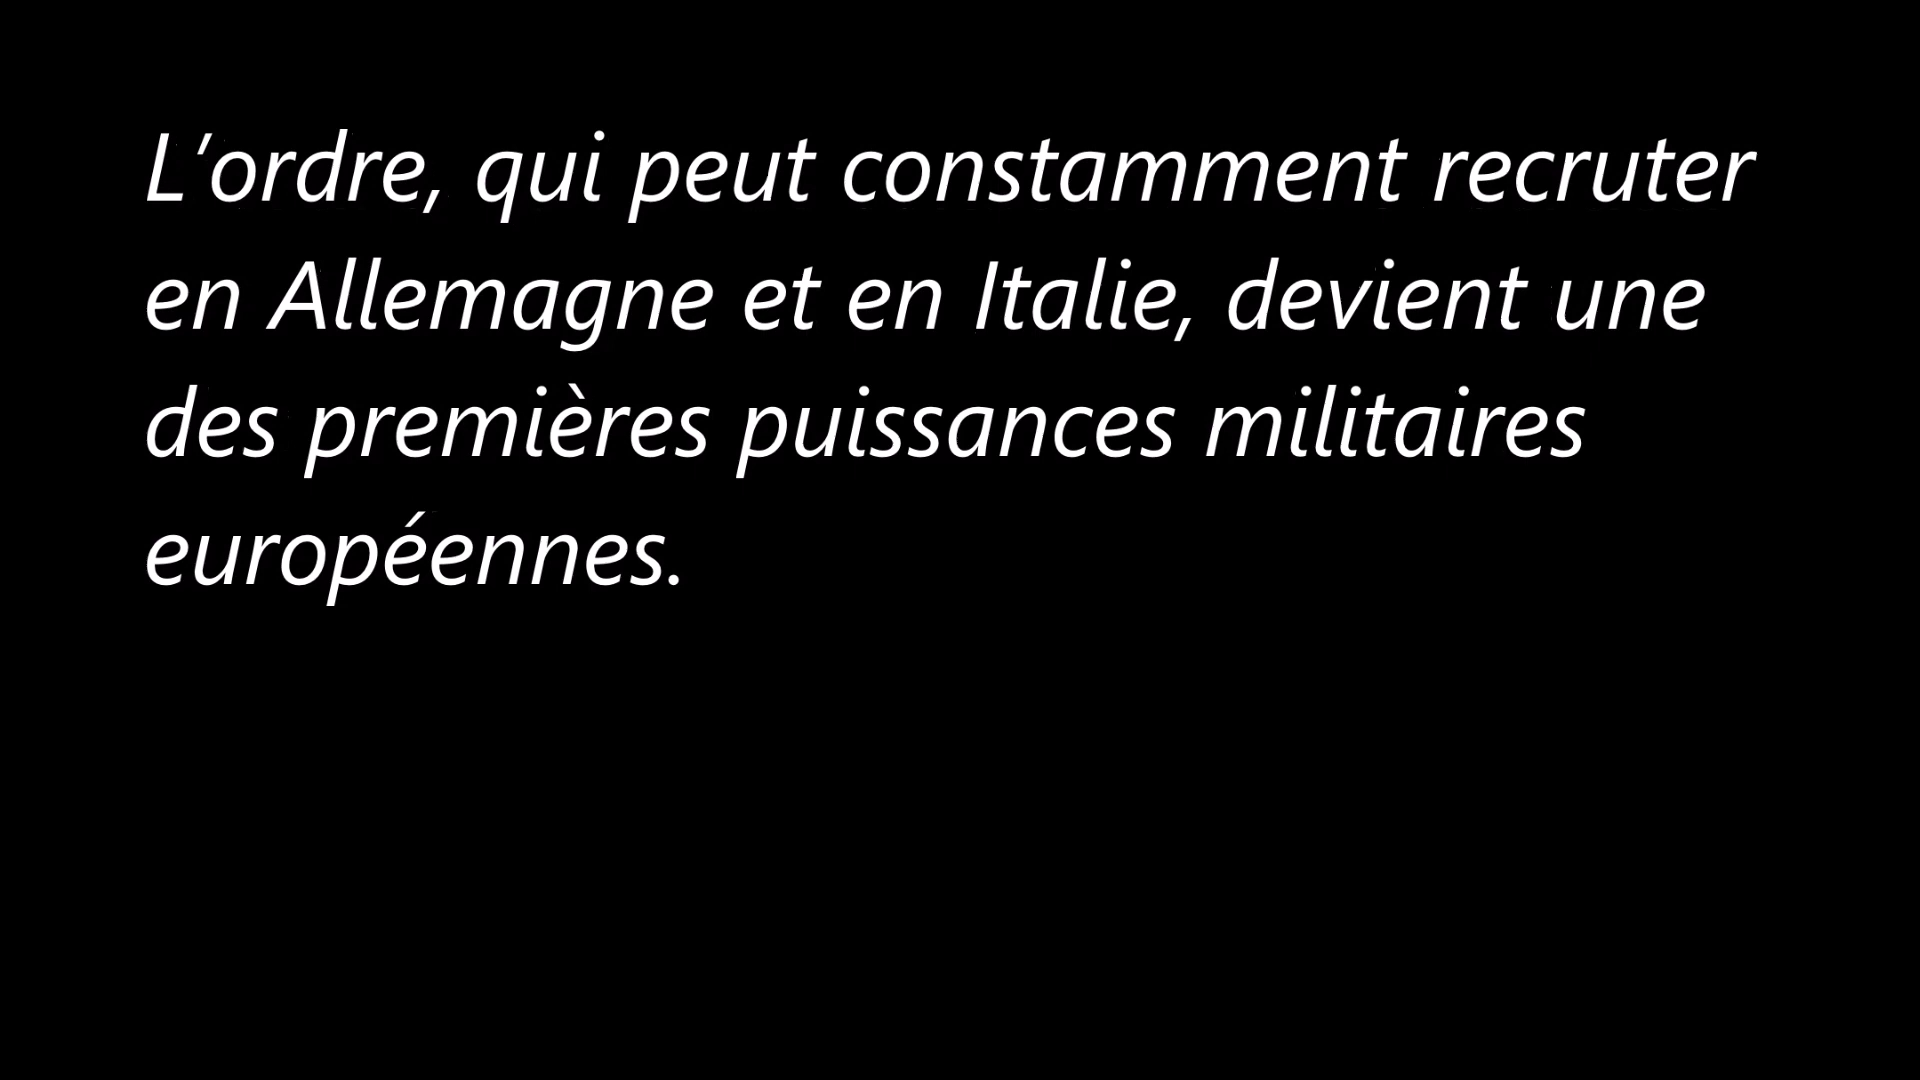 L’ordre, qui peut constamment recruter
en Allemagne et en Italie, devient une
des premières puissances militaires
européennes.